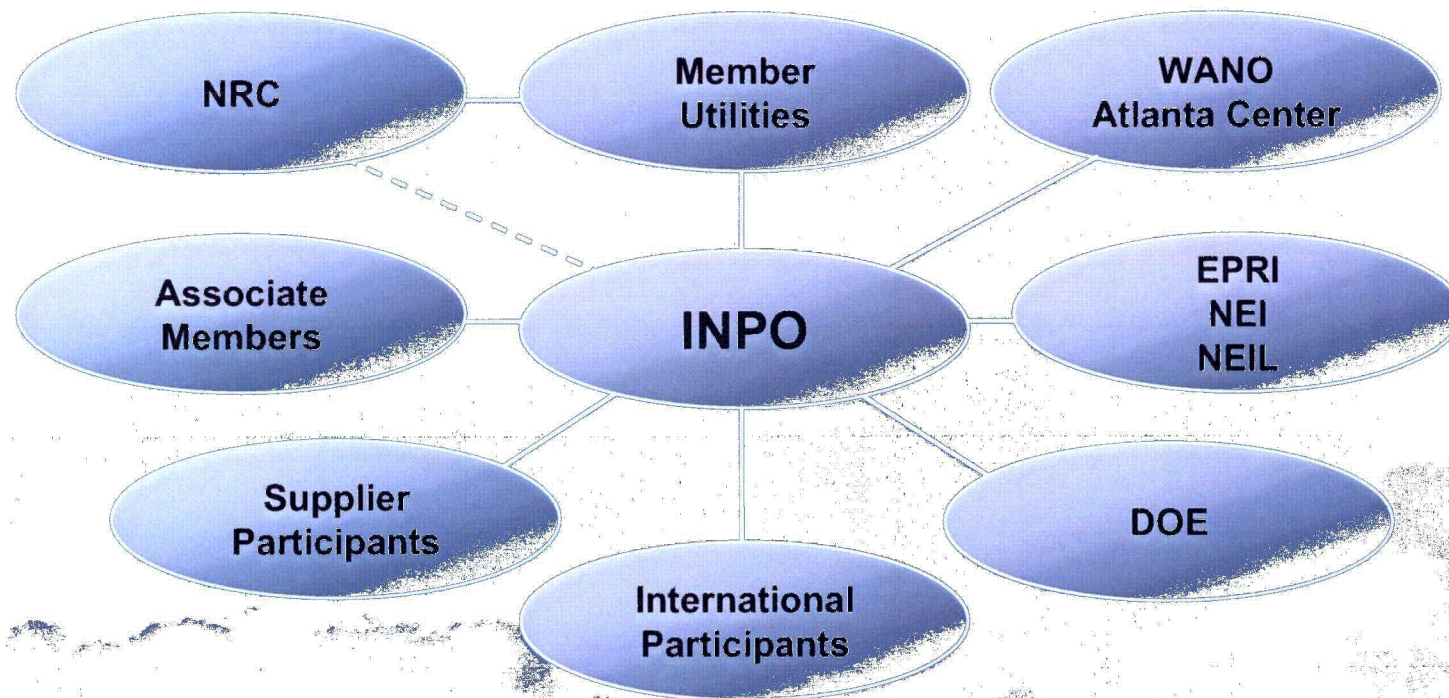 NRC
Member
Utilities
WANO
Atlanta Center
Associate
Members
INPO
EPRI
NEI
NEIL
Supplier
Participants
DOE
International
Participants